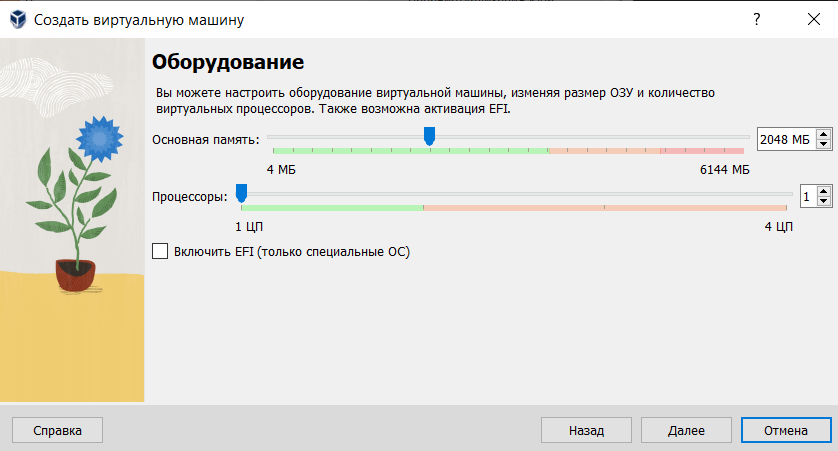 Создать виртуальную машину
?
Оборудование
Вы можете настроить оборудование виртуальной машины, изменяя размер ОЗУ и количество
виртуальных процессоров. Также возможна активация EFI.
Основная память:
2048 МБ
4 МБ
6144 МБ
Процессоры:
1
1 ЦП
4 ЦП
Включить EFI (только специальные ОС)
Справка
Назад
Далее
Отмена